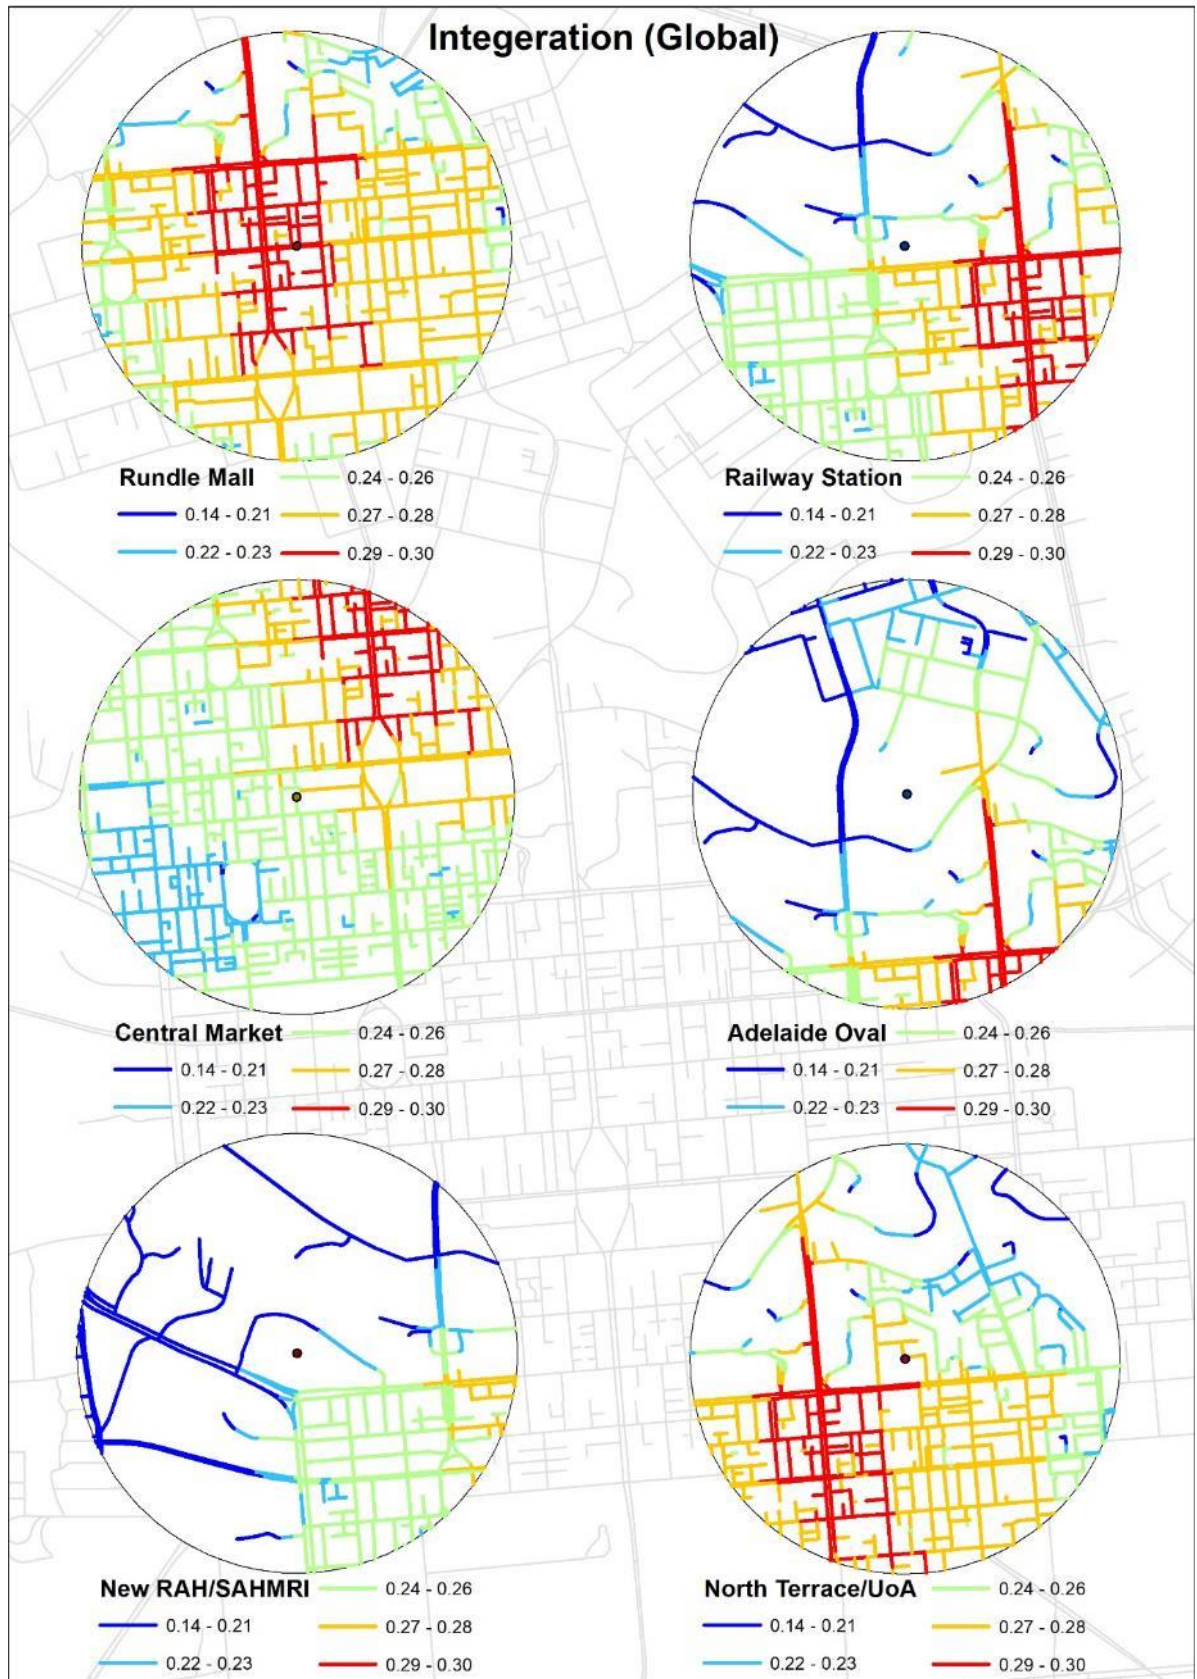 Integeration (Global)
Rundle Mall 0.24 - 0.26
0.14 - 0.21 0.27 - 0.28
0.22 - 0.23 0.29 - 0.30
Railway Station 0.24 - 0.26
0.14 - 0.21 0.27 - 0.28
0.22 - 0.23 0.29 - 0.30
Central Market 0.24 - 0.26
0.14 - 0.21 0.27 - 0.28
0.22 - 0.23 0.29 - 0.30
Adelaide Oval 0.24 - 0.26
0.14 - 0.21 0.27 - 0.28
0.22 - 0.23 0.29 - 0.30
New RAH/SAHMRI 0.24 - 0.26
0.14 - 0.21 0.27 - 0.28
0.22 - 0.23 0.29 - 0.30
North Terrace/UoA 0.24 - 0.26
0.14 - 0.21 0.27 - 0.28
0.22 - 0.23 0.29 - 0.30